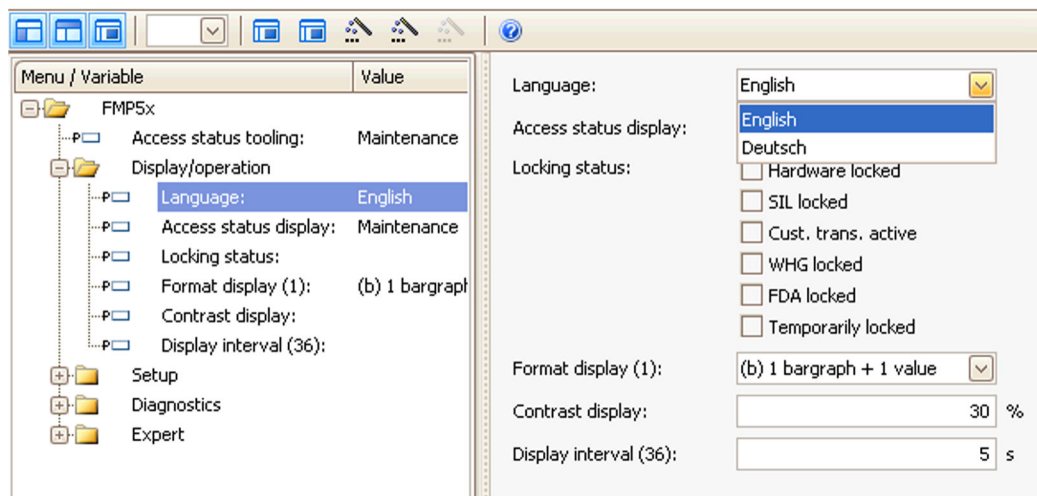 Menu / Variable Value
FMP5x
Access status tooling: Maintenance
Display/operation
Language: English
Access status display: Maintenance
Locking status:
Format display (1): (b) 1 bargraph
Contrast display:
Display interval (36):
Setup
Diagnostics
Expert
Language: English
English
Deutsch
Access status display:
Locking status:
Hardware locked
SIL locked
Cust. trans. active
WHG locked
FDA locked
Temporarily locked
Format display (1): (b) 1 bargraph + 1 value
Contrast display: 30 %
Display interval (36): 5 s